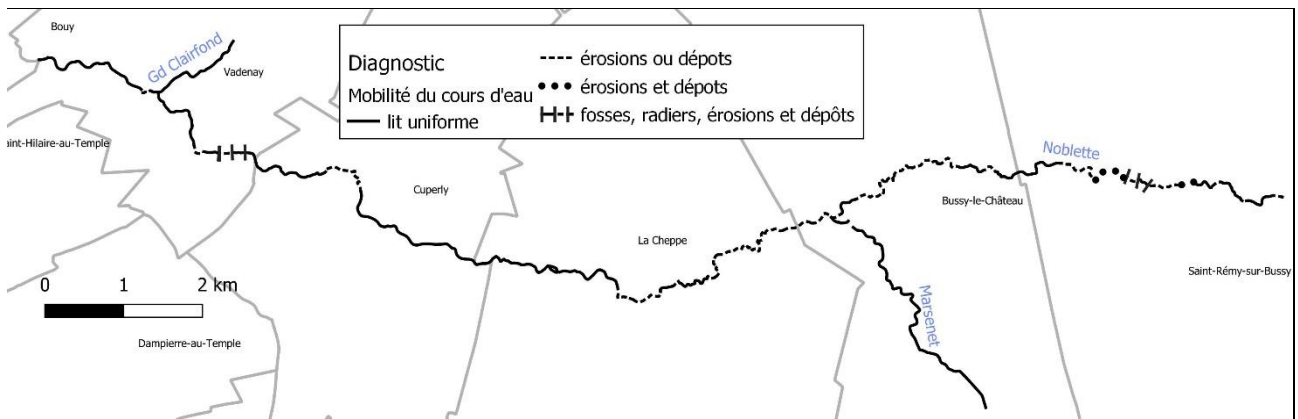 Bouy
Gd Clairfond
Vadenay
Diagnostic
Mobilité du cours d'eau
lit uniforme
érosions ou dépots
érosions et dépots
fosses, radiers, érosions et dépôts
aint-Hilaire-au-Temple
Noblette
Cuperly
Bussy-le-Château
La Cheppe
Saint-Rémy-sur-Bussy
0 1 2 km
Marsenet
Dampierre-au-Temple